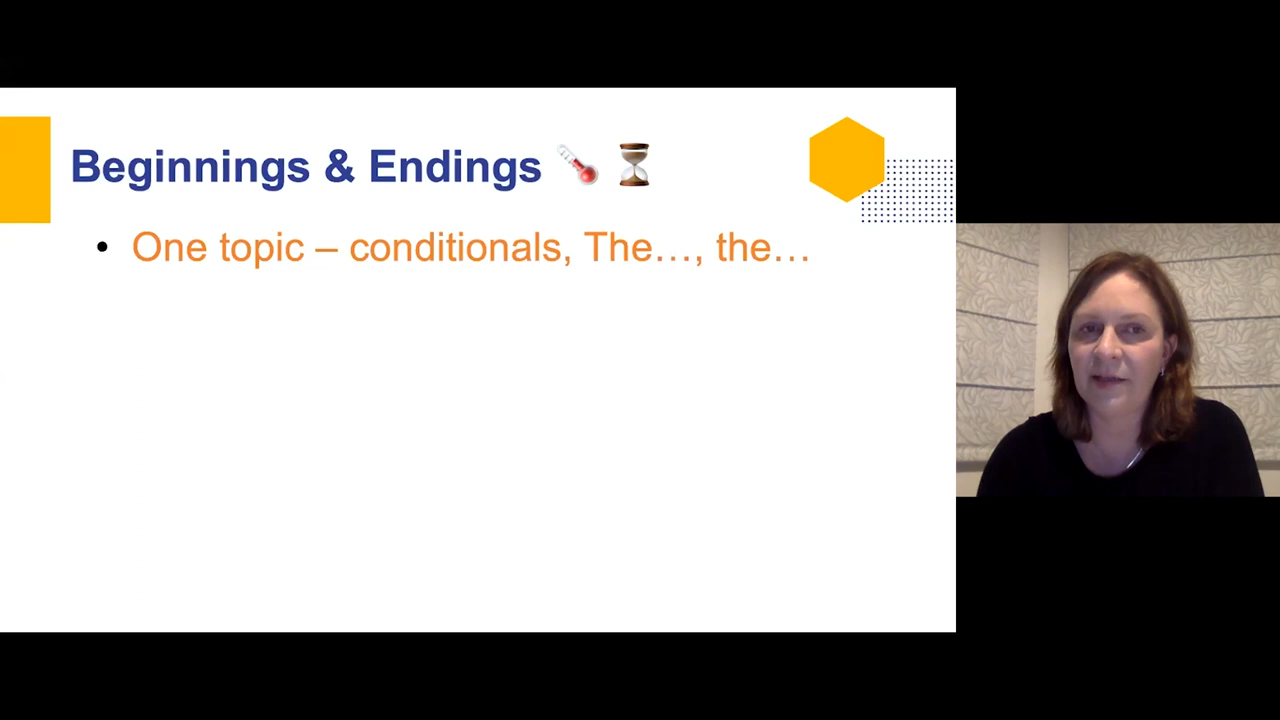 Beginnings & Endings 🌡️ ⏳
• One topic – conditionals, The…, the…